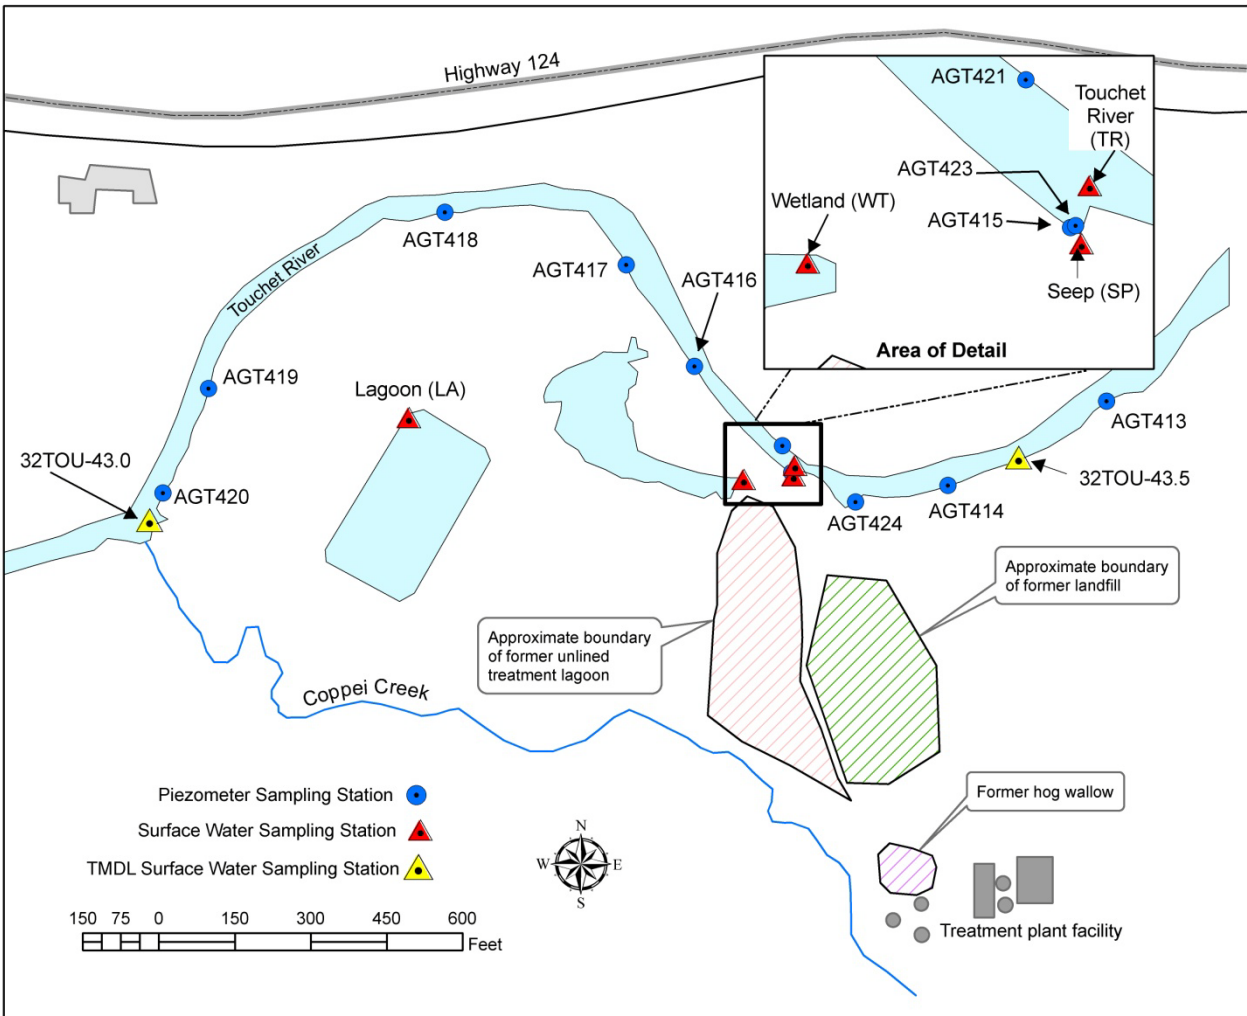 Highway 124
AGT421
Touchet
River
(TR)
AGT423
AGT415
Wetland (WT)
Seep (SP)
Area of Detail
AGT418
AGT417
AGT416
Touchet River
AGT419
Lagoon (LA)
AGT413
32TOU-43.0
AGT420
32TOU-43.5
AGT414
AGT424
Approximate boundary
of former landfill
Approximate boundary
of former unlined
treatment lagoon
Coppei Creek
Former hog wallow
Piezometer Sampling Station
Surface Water Sampling Station
TMDL Surface Water Sampling Station
N
W E
S
150 75 0 150 300 450 600
Feet
Treatment plant facility